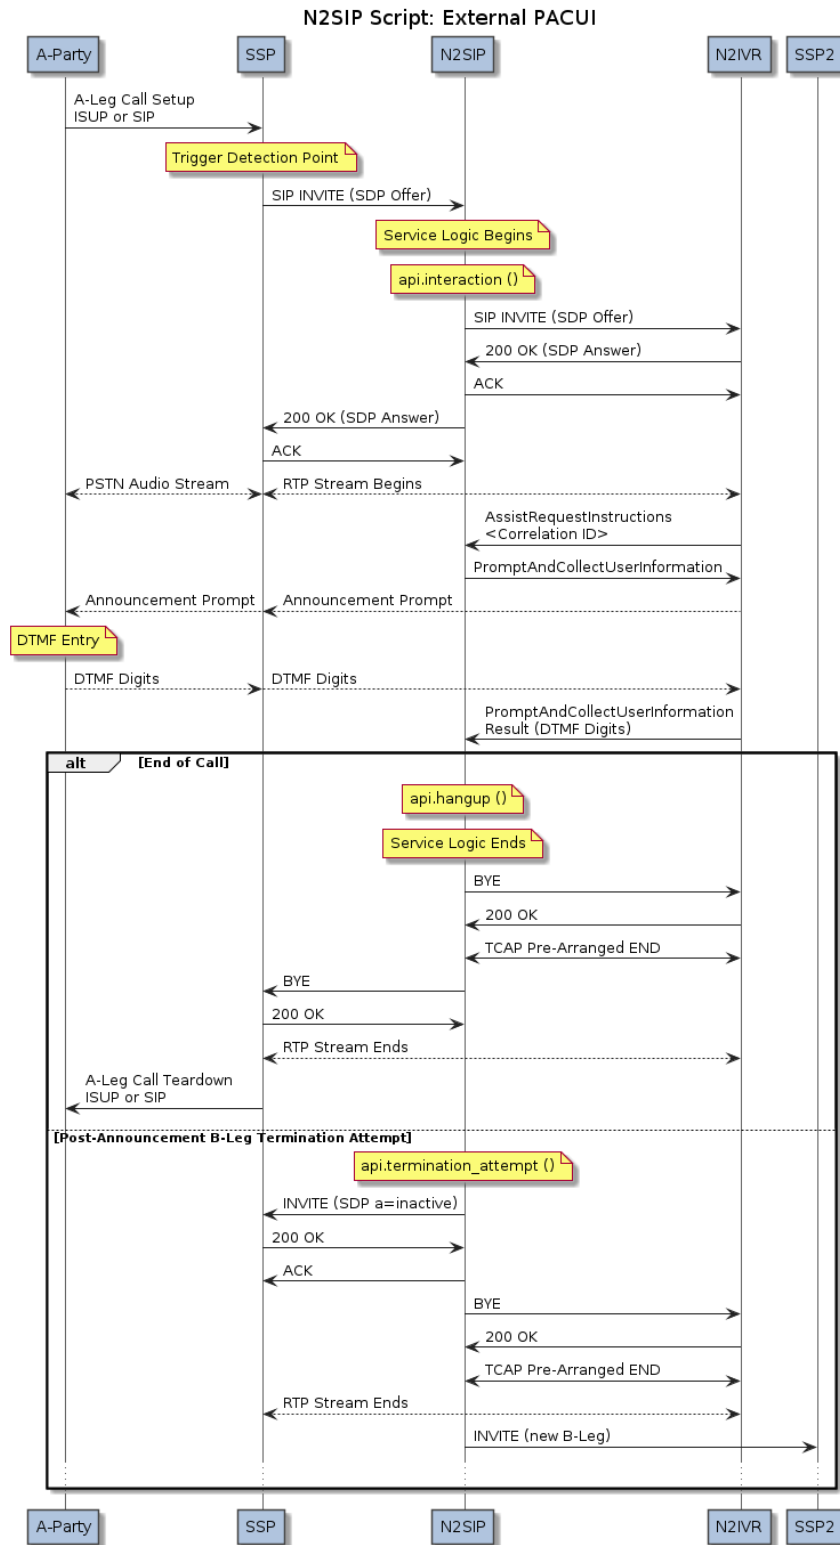 N2SIP Script: External PACUI
A-Party
SSP
N2SIP
N2IVR
SSP2
A-Leg Call Setup
ISUP or SIP
Trigger Detection Point
SIP INVITE (SDP Offer)
Service Logic Begins
api.interaction ()
SIP INVITE (SDP Offer)
200 OK (SDP Answer)
ACK
200 OK (SDP Answer)
ACK
PSTN Audio Stream
RTP Stream Begins
AssistRequestInstructions
<Correlation ID>
PromptAndCollectUserInformation
Announcement Prompt
Announcement Prompt
DTMF Entry
DTMF Digits
DTMF Digits
PromptAndCollectUserInformation
Result (DTMF Digits)
alt
[End of Call]
api.hangup ()
Service Logic Ends
BYE
200 OK
TCAP Pre-Arranged END
BYE
200 OK
RTP Stream Ends
A-Leg Call Teardown
ISUP or SIP
[Post-Announcement B-Leg Termination Attempt]
api.termination_attempt ()
INVITE (SDP a=inactive)
200 OK
ACK
BYE
200 OK
TCAP Pre-Arranged END
RTP Stream Ends
INVITE (new B-Leg)
A-Party
SSP
N2SIP
N2IVR
SSP2